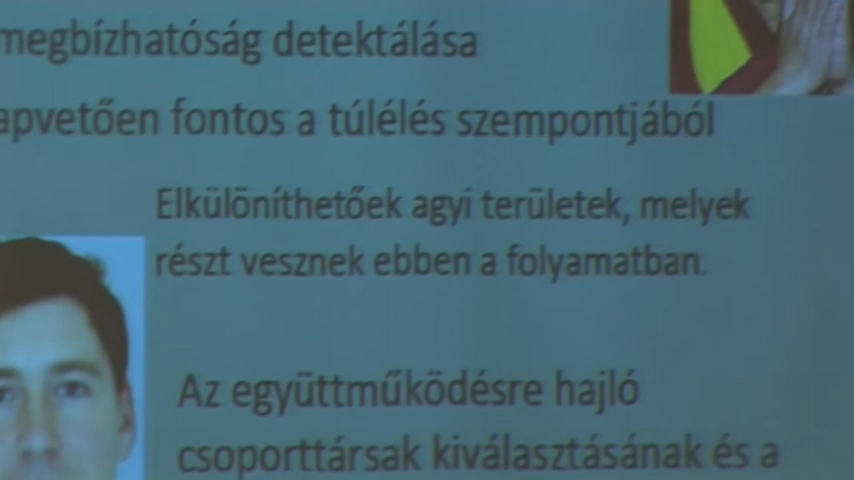 megbízhatóság detektálása
apvetően fontos a túlélés szempontjából
Elkülöníthetőek agyi területek, melyek
részt vesznek ebben a folyamatban.
Az együttműködésre hajló
csoporttársak kiválasztásának és a